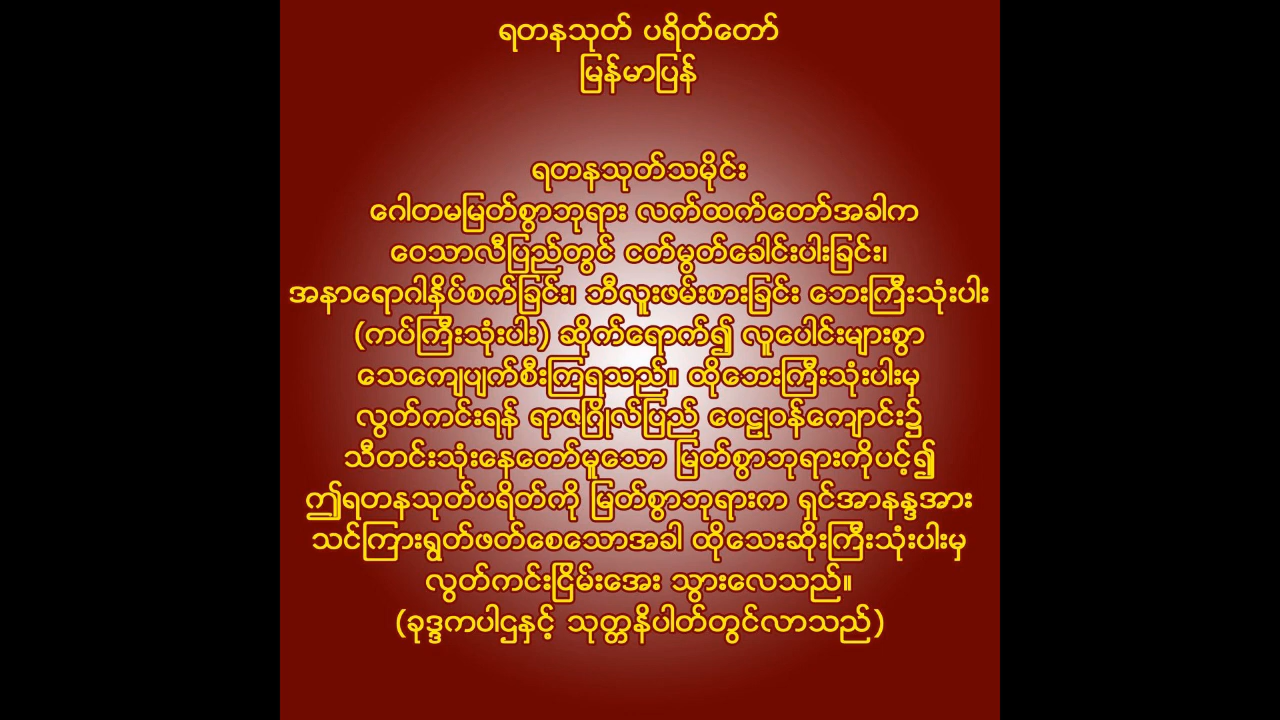 ရတနသုတ် ပရိတ်တော်
မြန်မာပြန်
ရတနသုတ်သမိုင်း
ဂေါတမမြတ်စွာဘုရား လက်ထက်တော်အခါက
ဝေသာလီပြည်တွင် ငတ်မွတ်ခေါင်းပါးခြင်း၊
အနာရောဂါနှိပ်စက်ခြင်း၊ ဘီလူးဖမ်းစားခြင်း ဘေးကြီးသုံးပါး
(ကပ်ကြီးသုံးပါး) ဆိုက်ရောက်၍ လူပေါင်းများစွာ
သေကျေပျက်စီးကြရသည်။ ထိုဘေးကြီးသုံးပါးမှ
လွတ်ကင်းရန် ရာဇဂြိုလ်ပြည် ဝေဠုဝန်ကျောင်း၌
သီတင်းသုံးနေတော်မူသော မြတ်စွာဘုရားကိုပင့်၍
ဤရတနသုတ်ပရိတ်ကို မြတ်စွာဘုရားက ရှင်အာနန္ဒအား
သင်ကြားရွတ်ဖတ်စေသောအခါ ထိုသေးဆိုးကြီးသုံးပါးမှ
လွတ်ကင်းငြိမ်းအေး သွားလေသည်။
(ခုဒ္ဒကပါဌနှင့် သုတ္တနိပါတ်တွင်လာသည်)